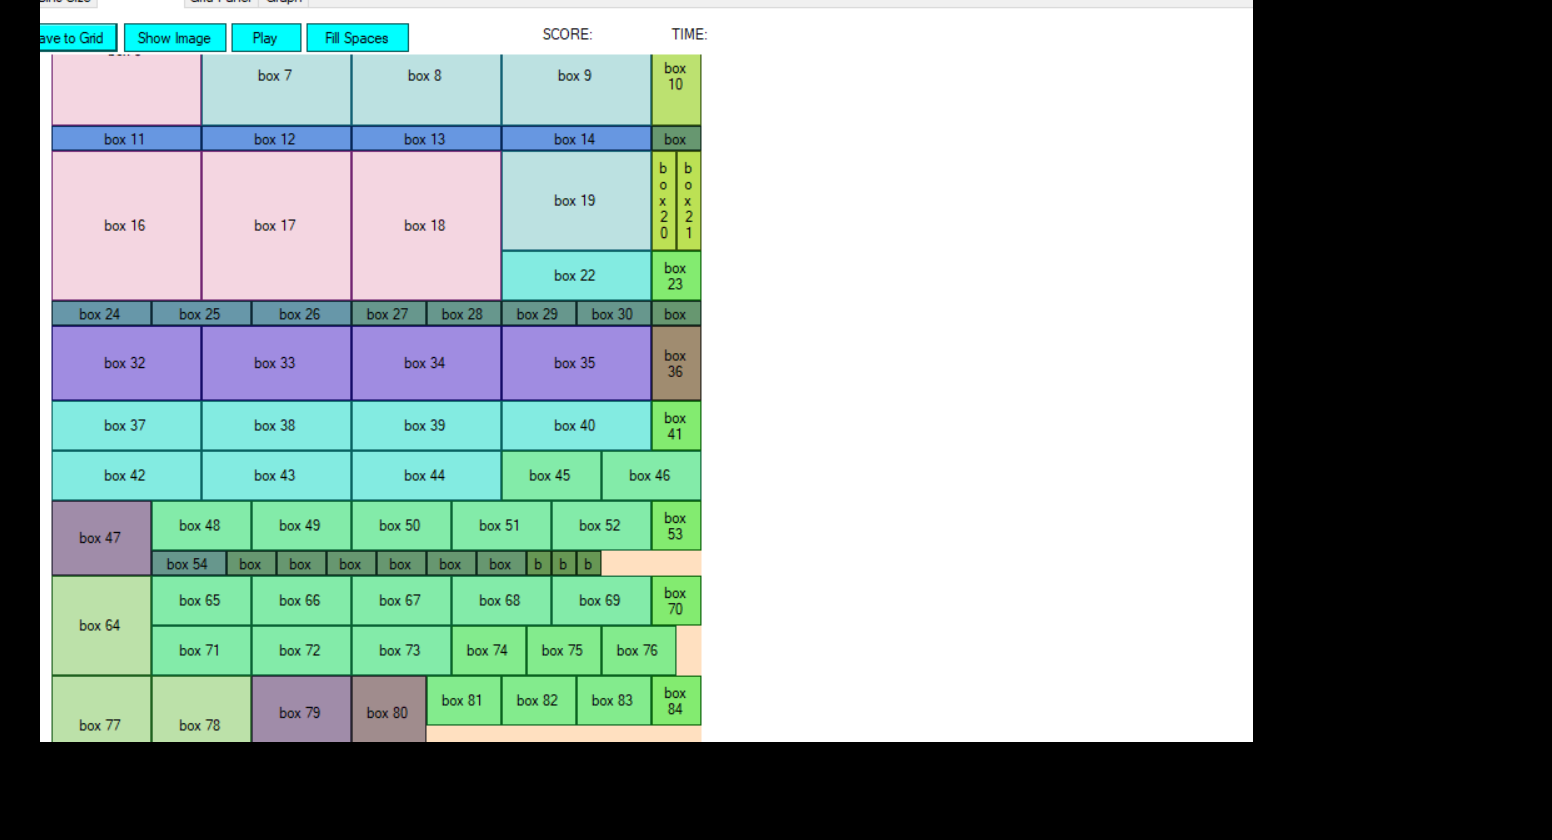 Graph
ave to Grid Show Image Play Fill Spaces SCORE: TIME:
box 7 box 8 box 9 box
10
box 11 box 12 box 13 box 14 box
box 16 box 17 box 18 box 19 box20 box21
box 22 box
23
box 24 box 25 box 26 box 27 box 28 box 29 box 30 box
box 32 box 33 box 34 box 35 box
36
box 37 box 38 box 39 box 40 box
41
box 42 box 43 box 44 box 45 box 46
box 47 box 48 box 49 box 50 box 51 box 52 box
53
box 54 box box box box box box b b b
box 64 box 65 box 66 box 67 box 68 box 69 box
70
box 71 box 72 box 73 box 74 box 75 box 76
box 77 box 78 box 79 box 80 box 81 box 82 box 83 box
84